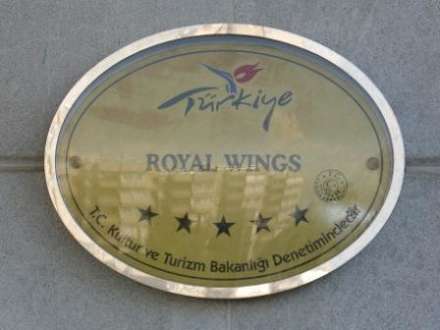 Türkiye
ROYAL WINGS
T.C. Kültür ve Turizm Bakanlığı Denetimindedir